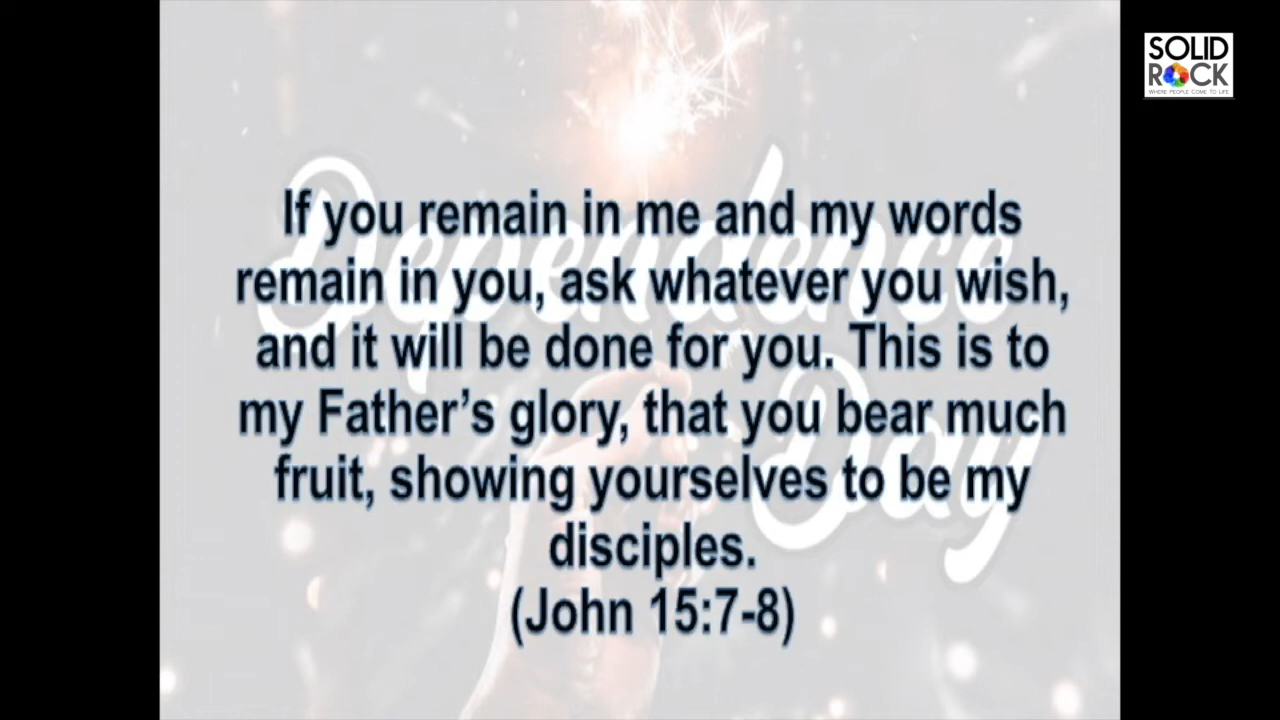 SOLID
ROCK
WHERE PEOPLE COME TO LIFE
Dependence
Day
If you remain in me and my words
remain in you, ask whatever you wish,
and it will be done for you. This is to
my Father’s glory, that you bear much
fruit, showing yourselves to be my
disciples.
(John 15:7-8)